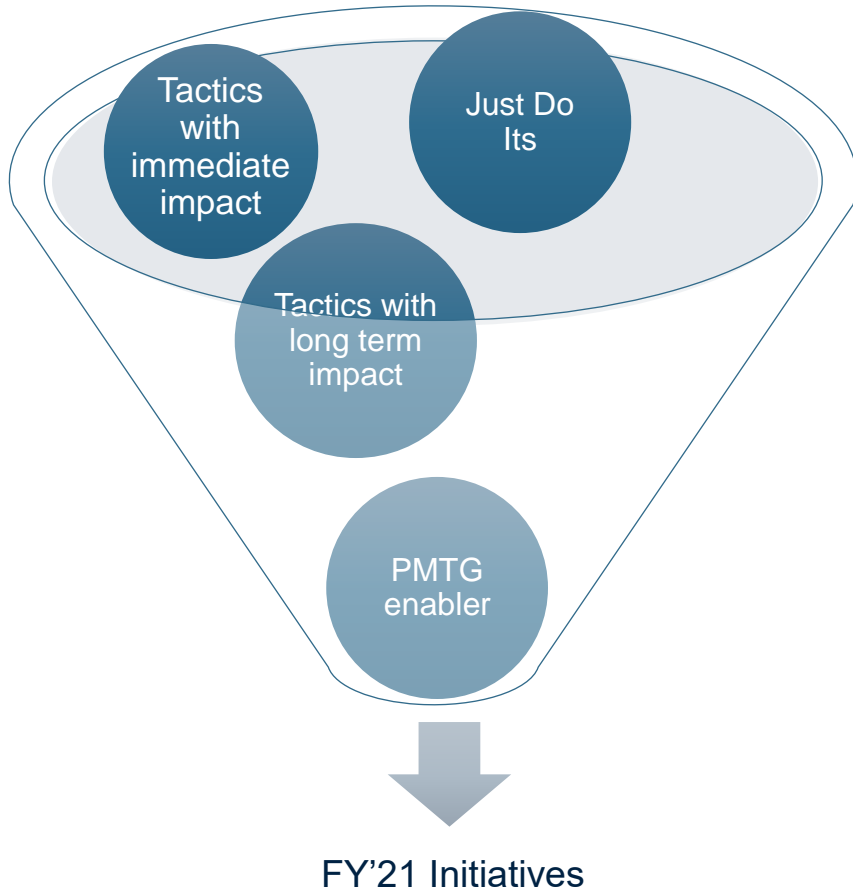 Tactics
with
immediate
impact
Just Do
Its
Tactics with
long term
impact
PMTG
enabler
FY’21 Initiatives